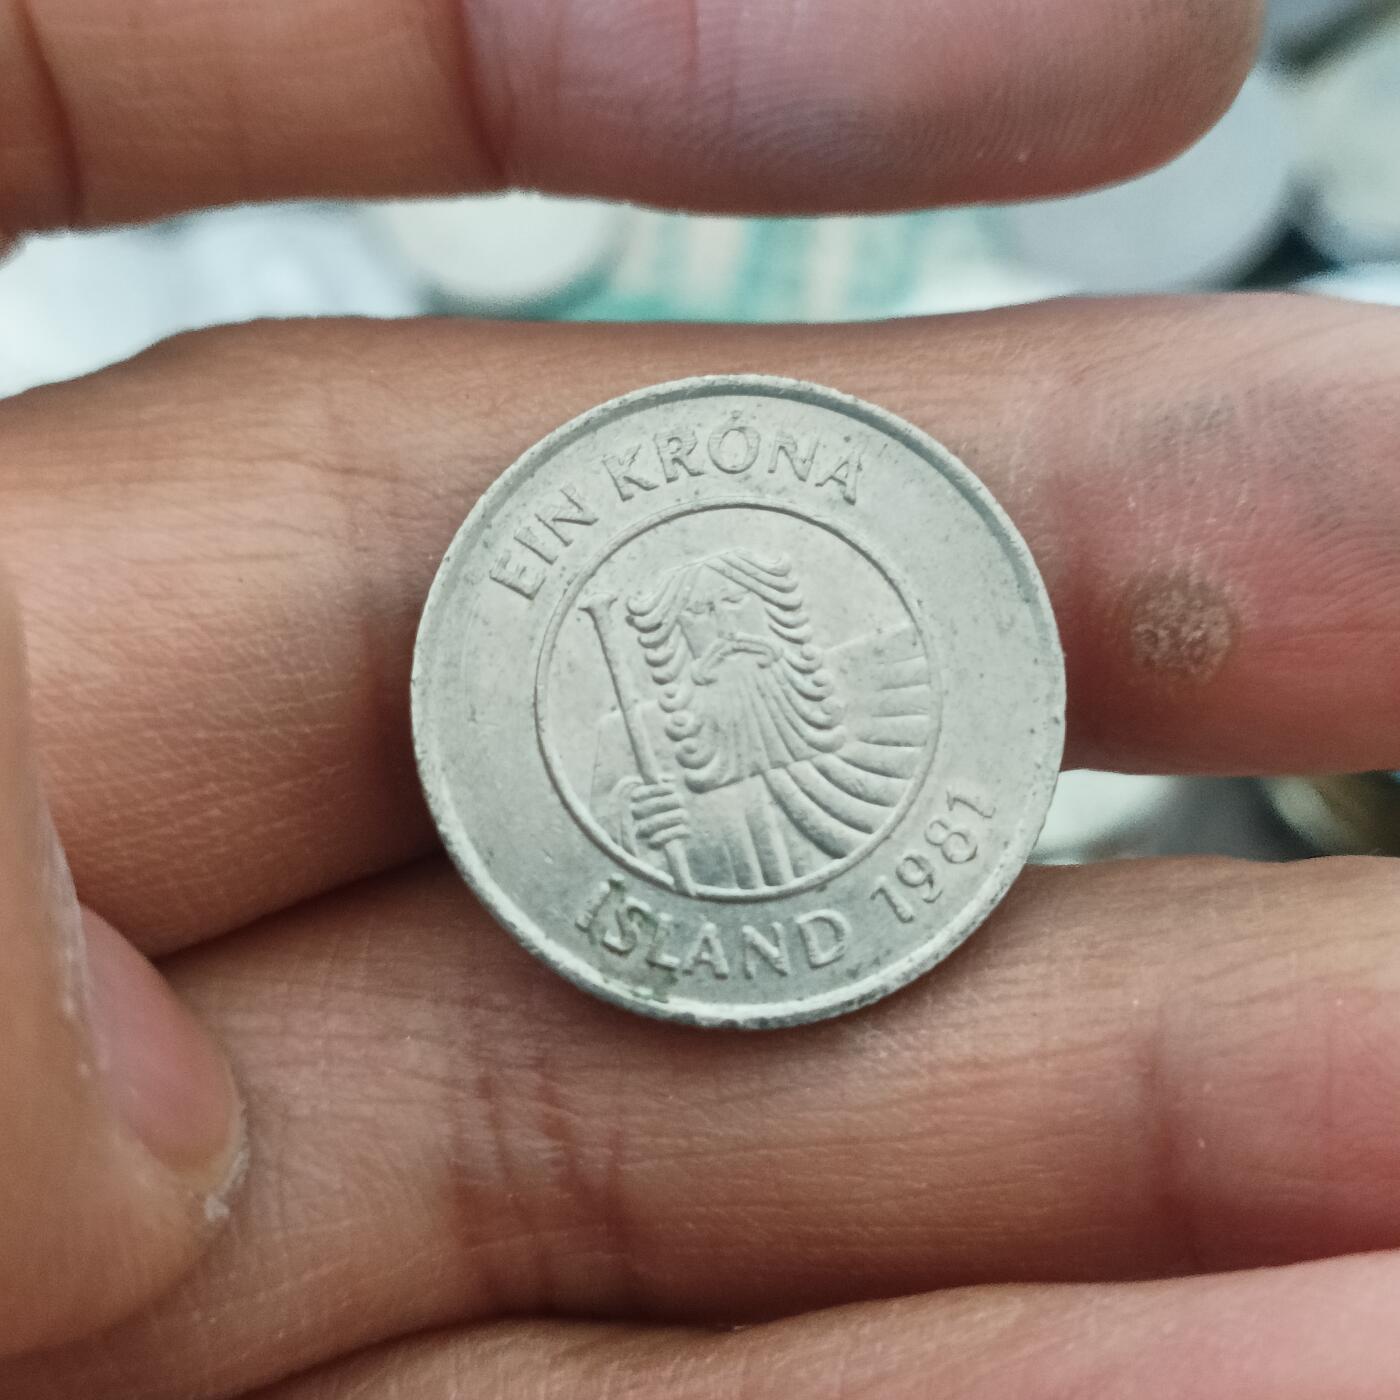 EIN KRÓNA
ÍSLAND 1981